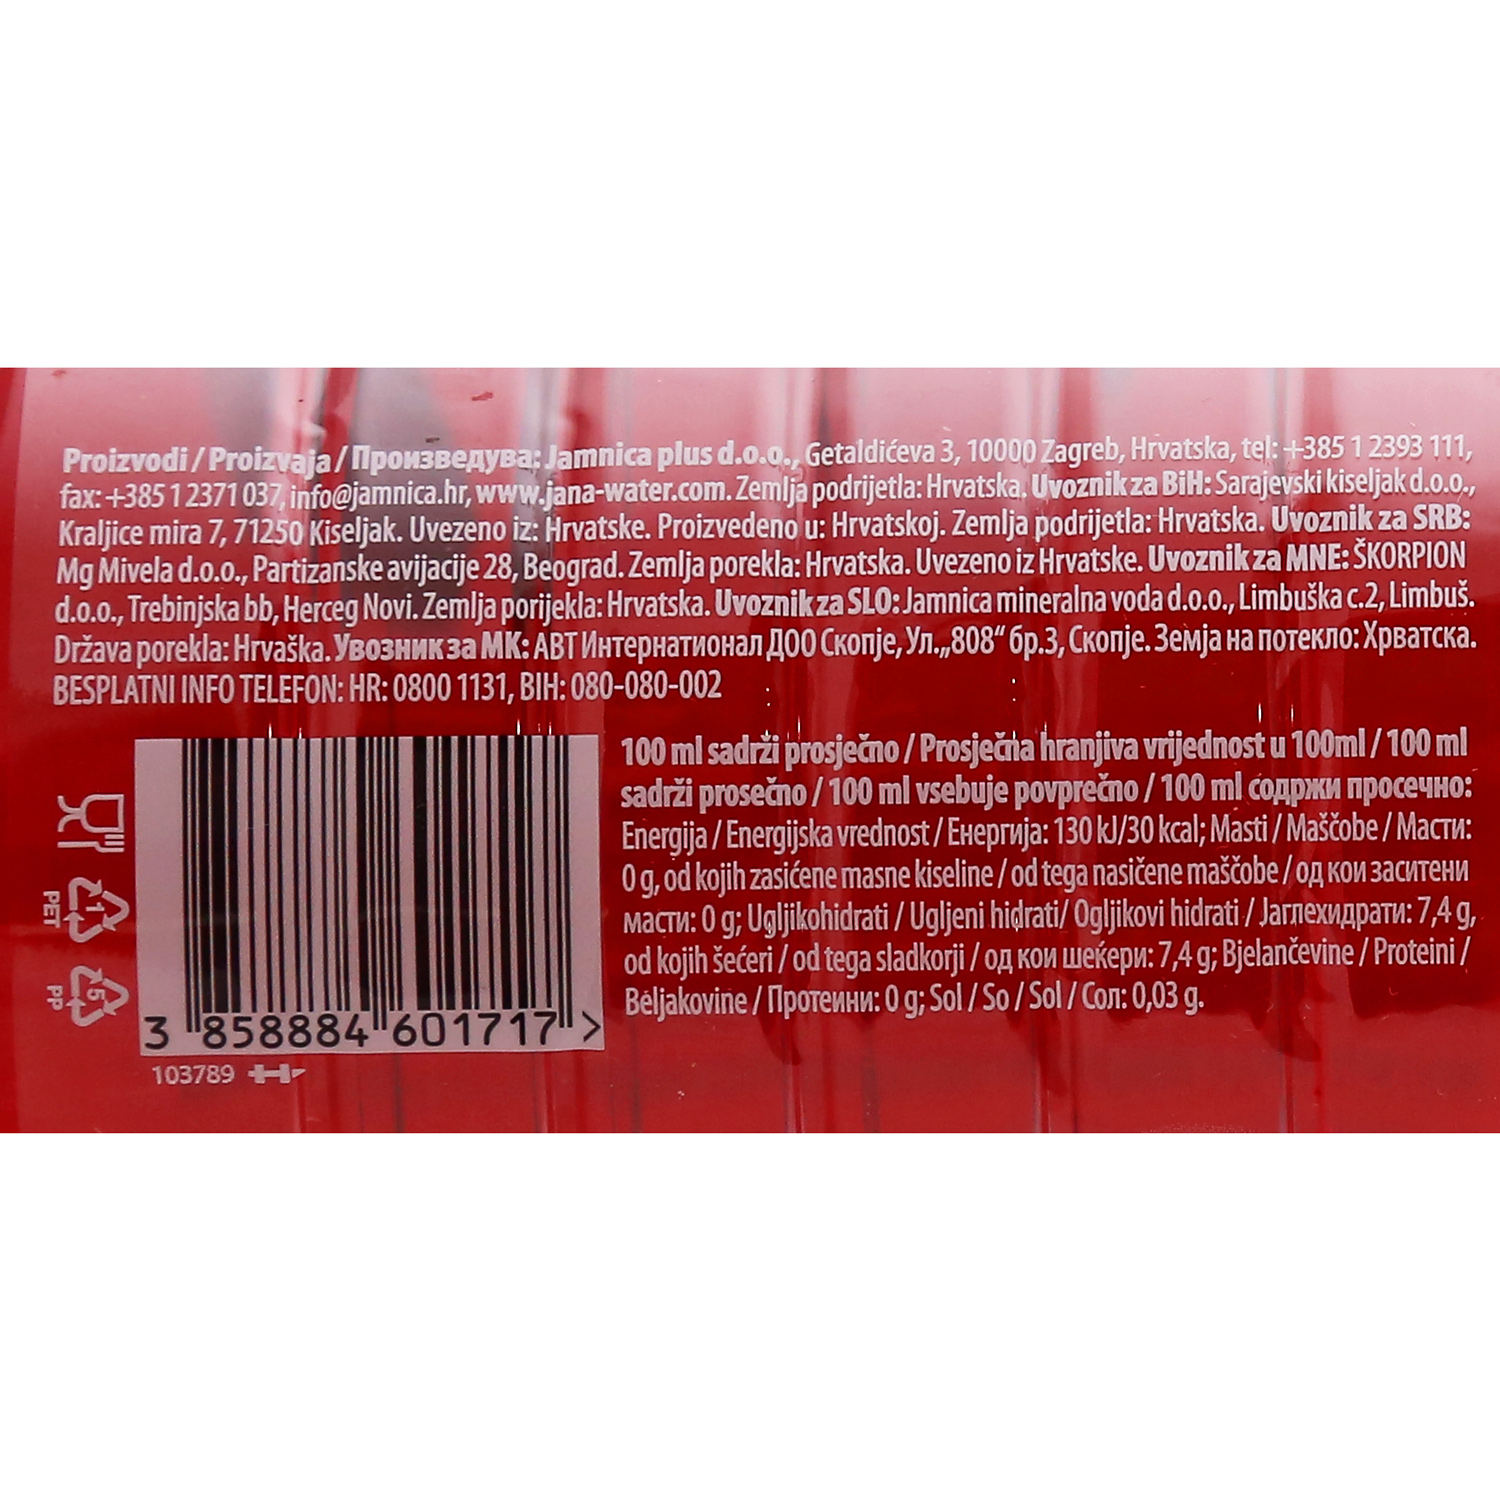 Proizvodi / Proizvaja / Произведува: Jamnica plus d.o.o., Getaldićeva 3, 10000 Zagreb, Hrvatska, tel: +385 1 2393 111,
fax: +385 1 2371 037, info@jamnica.hr, www.jana-water.com. Zemlja podrijetla: Hrvatska. Uvoznik za BiH: Sarajevski kiseljak d.o.o.,
Kraljice mira 7, 71250 Kiseljak. Uvezeno iz: Hrvatske. Proizvedeno u: Hrvatskoj. Zemlja podrijetla: Hrvatska. Uvoznik za SRB:
Mg Mivela d.o.o., Partizanske avijacije 28, Beograd. Zemlja porekla: Hrvatska. Uvezeno iz Hrvatske. Uvoznik za MNE: ŠKORPION
d.o.o., Trebinjska bb, Herceg Novi. Zemlja porijekla: Hrvatska. Uvoznik za SLO: Jamnica mineralna voda d.o.o., Limbuška c.2, Limbuš.
Država porekla: Hrvaška. Увозник за МК: АВТ Интернатионал ДОО Скопје, Ул.„808“ бр.3, Скопје. Земја на потекло: Хрватска.
BESPLATNI INFO TELEFON: HR: 0800 1131, BIH: 080-080-002
100 ml sadrži prosječno / Prosječna hranjiva vrijednost u 100ml / 100 ml
sadrži prosečno / 100 ml vsebuje povprečno / 100 ml содржи просечно:
Energija / Energijska vrednost / Енергија: 130 kJ/30 kcal; Masti / Maščobe / Масти:
0 g, od kojih zasićene masne kiseline / od tega nasičene maščobe / од кои заситени
масти: 0 g; Ugljikohidrati / Ugljeni hidrati/ Ogljikovi hidrati / Јаглехидрати: 7,4 g,
od kojih šećeri / od tega sladkorji / од кои шеќери: 7,4 g; Bjelančevine / Proteini /
Beljakovine / Протеини: 0 g; Sol / So / Sol / Сол: 0,03 g.
1
PET
5
PP
3 858884 601717 >
103789